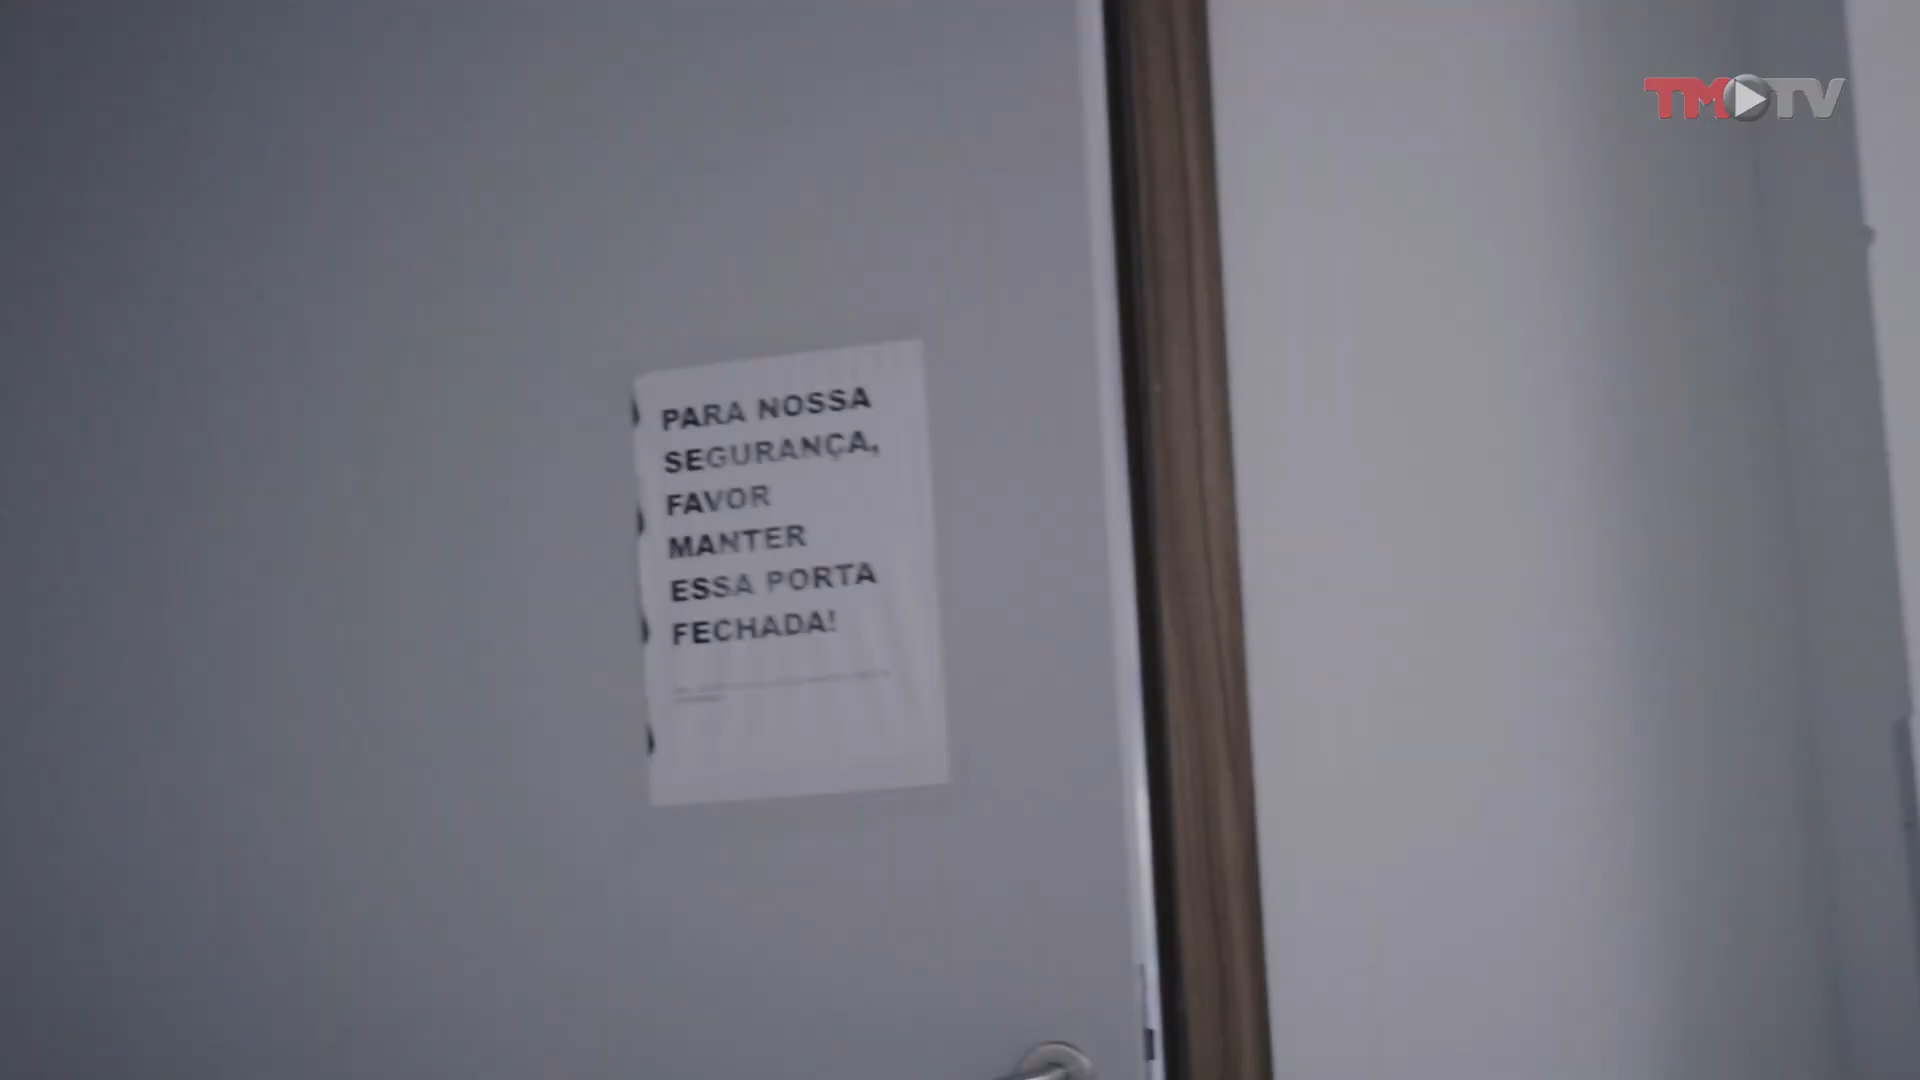 TMTV
PARA NOSSA
SEGURANÇA,
FAVOR
MANTER
ESSA PORTA
FECHADA!